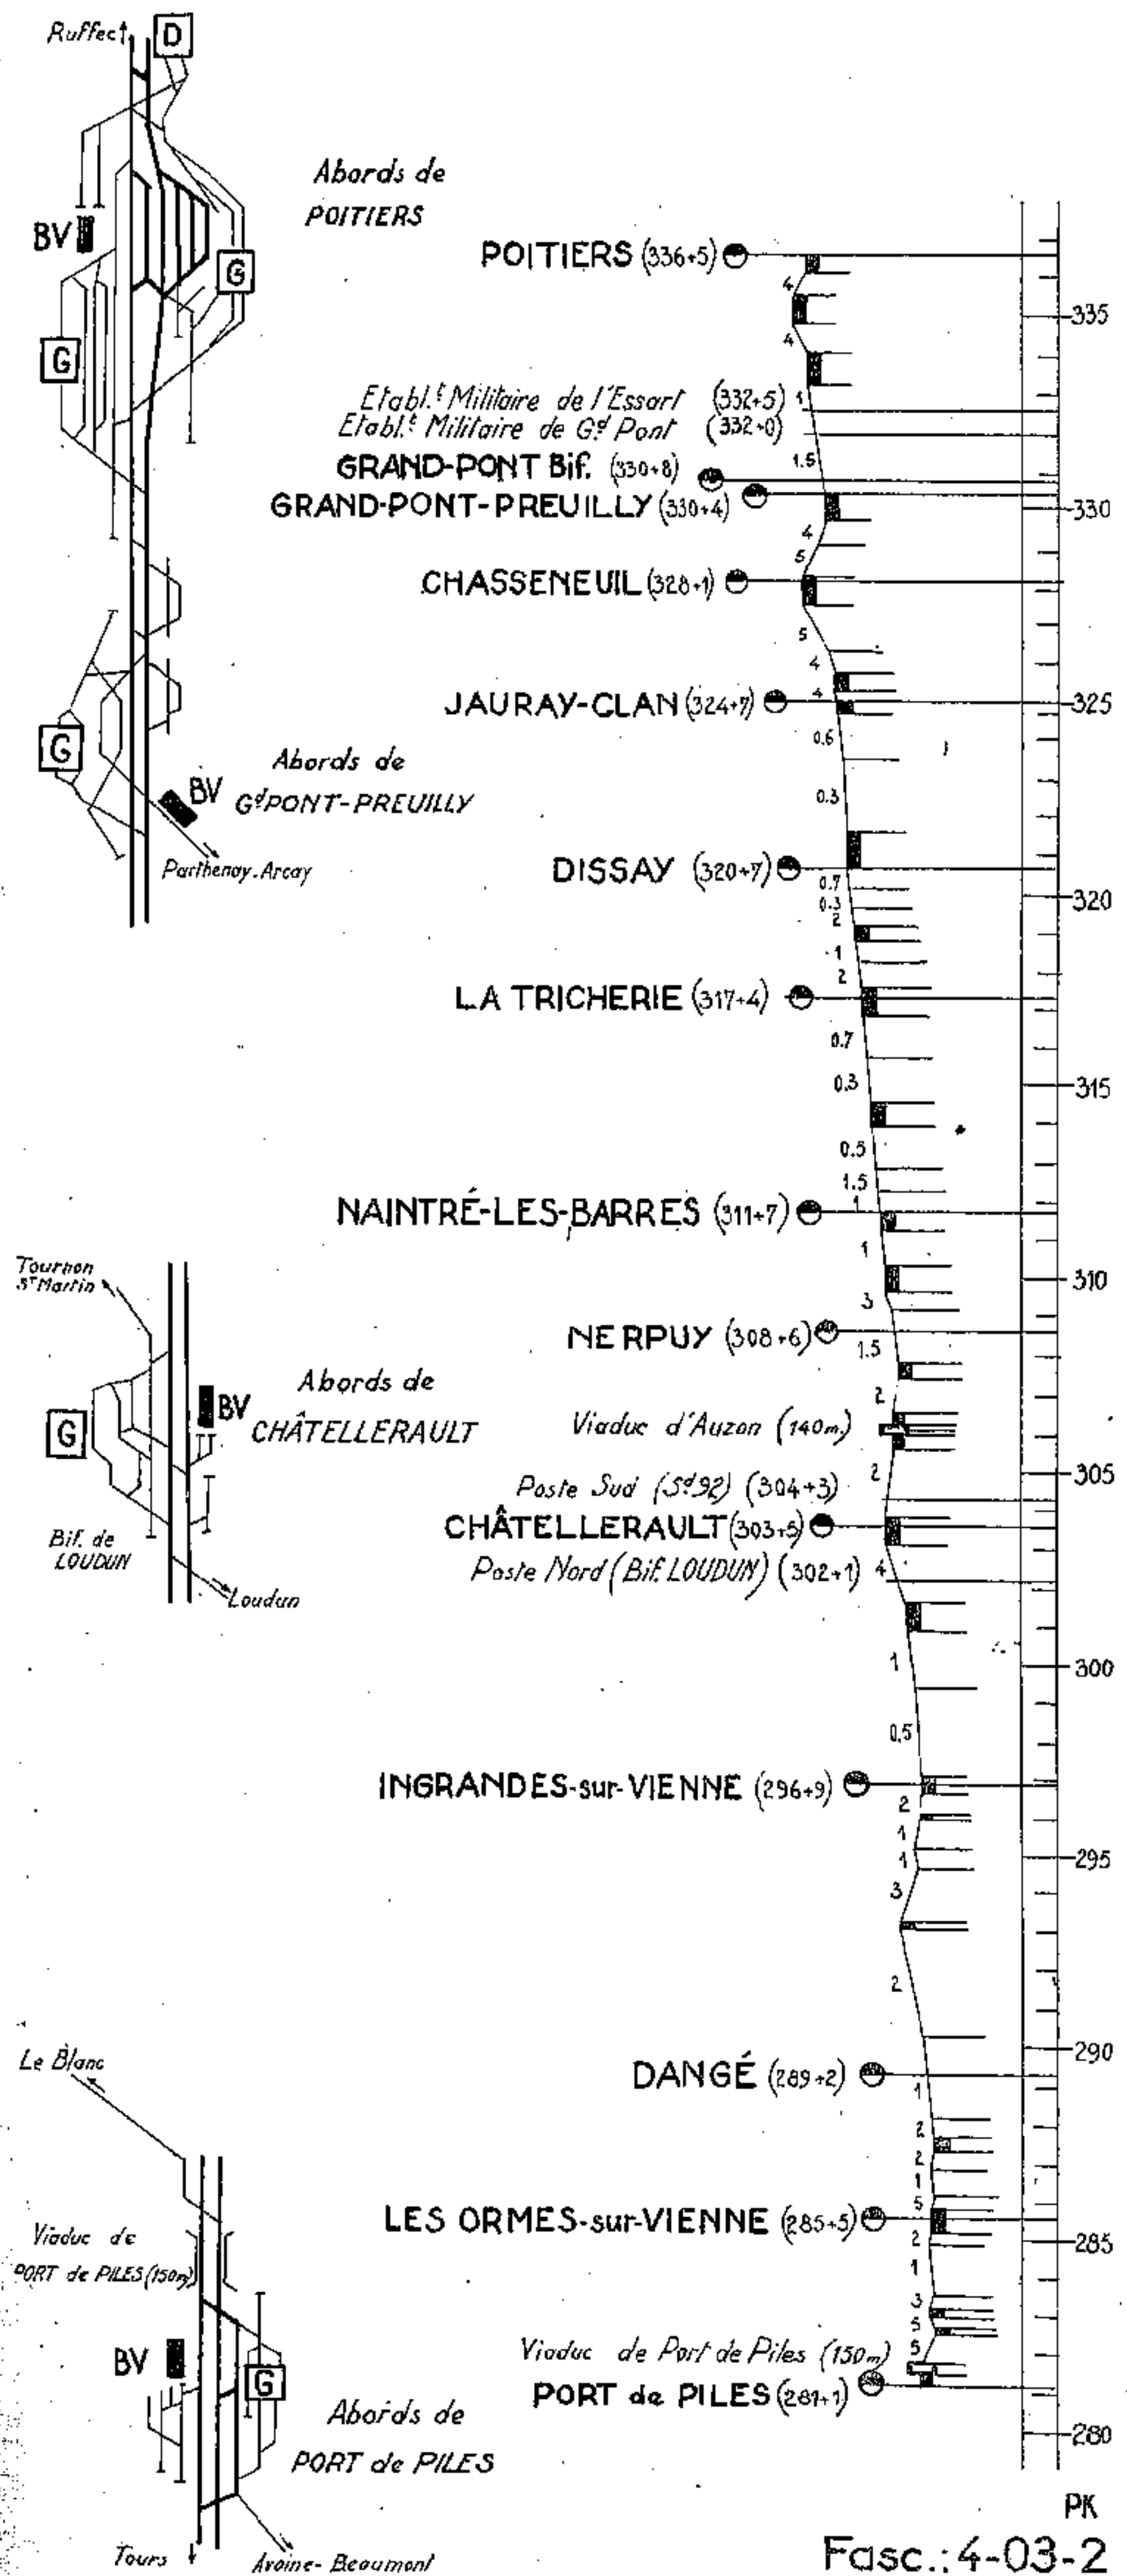 Ruffec
D
Abords de
POITIERS
BV
G
G
POITIERS (336+5)
4
335
4
Etabl.t Militaire de l'Essart (332+5)
1
Etabl.t Militaire de Gd Pont (332+0)
1.5
GRAND-PONT Bif. (330+8)
GRAND-PONT-PREUILLY (330+4)
330
4
5
CHASSENEUIL (328+1)
5
4
4
JAURAY-CLAN (324+7)
325
0.6
G
Abords de
BV
Gd PONT-PREUILLY
0.3
Parthenay-Arcay
DISSAY (320+7)
0.7
320
0.3
2
1
2
LA TRICHERIE (317+4)
0.7
0.3
315
0.5
1.5
1
NAINTRÉ-LES-BARRES (311+7)
1
Tournon
St Martin
310
3
NERPUY (308+6)
1.5
Abords de
CHÂTELLERAULT
BV
G
2
Viaduc d'Auzon (140m)
2
305
Poste Sud (Sd 92) (304+3)
CHÂTELLERAULT (303+5)
Bif. de
LOUDUN
Poste Nord (Bif. LOUDUN) (302+1)
4
Loudun
1
300
0.5
INGRANDES-sur-VIENNE (296+9)
2
1
1
295
3
2
290
Le Blanc
DANGÉ (289+2)
1
2
2
1
5
LES ORMES-sur-VIENNE (285+5)
2
285
Viaduc de
PORT de PILES (150m)
1
3
5
5
Viaduc de Port de Piles (150m)
PORT de PILES (281+1)
BV
G
Abords de
PORT de PILES
280
PK
Tours
Avoine-Beaumont
Fasc.: 4-03-2